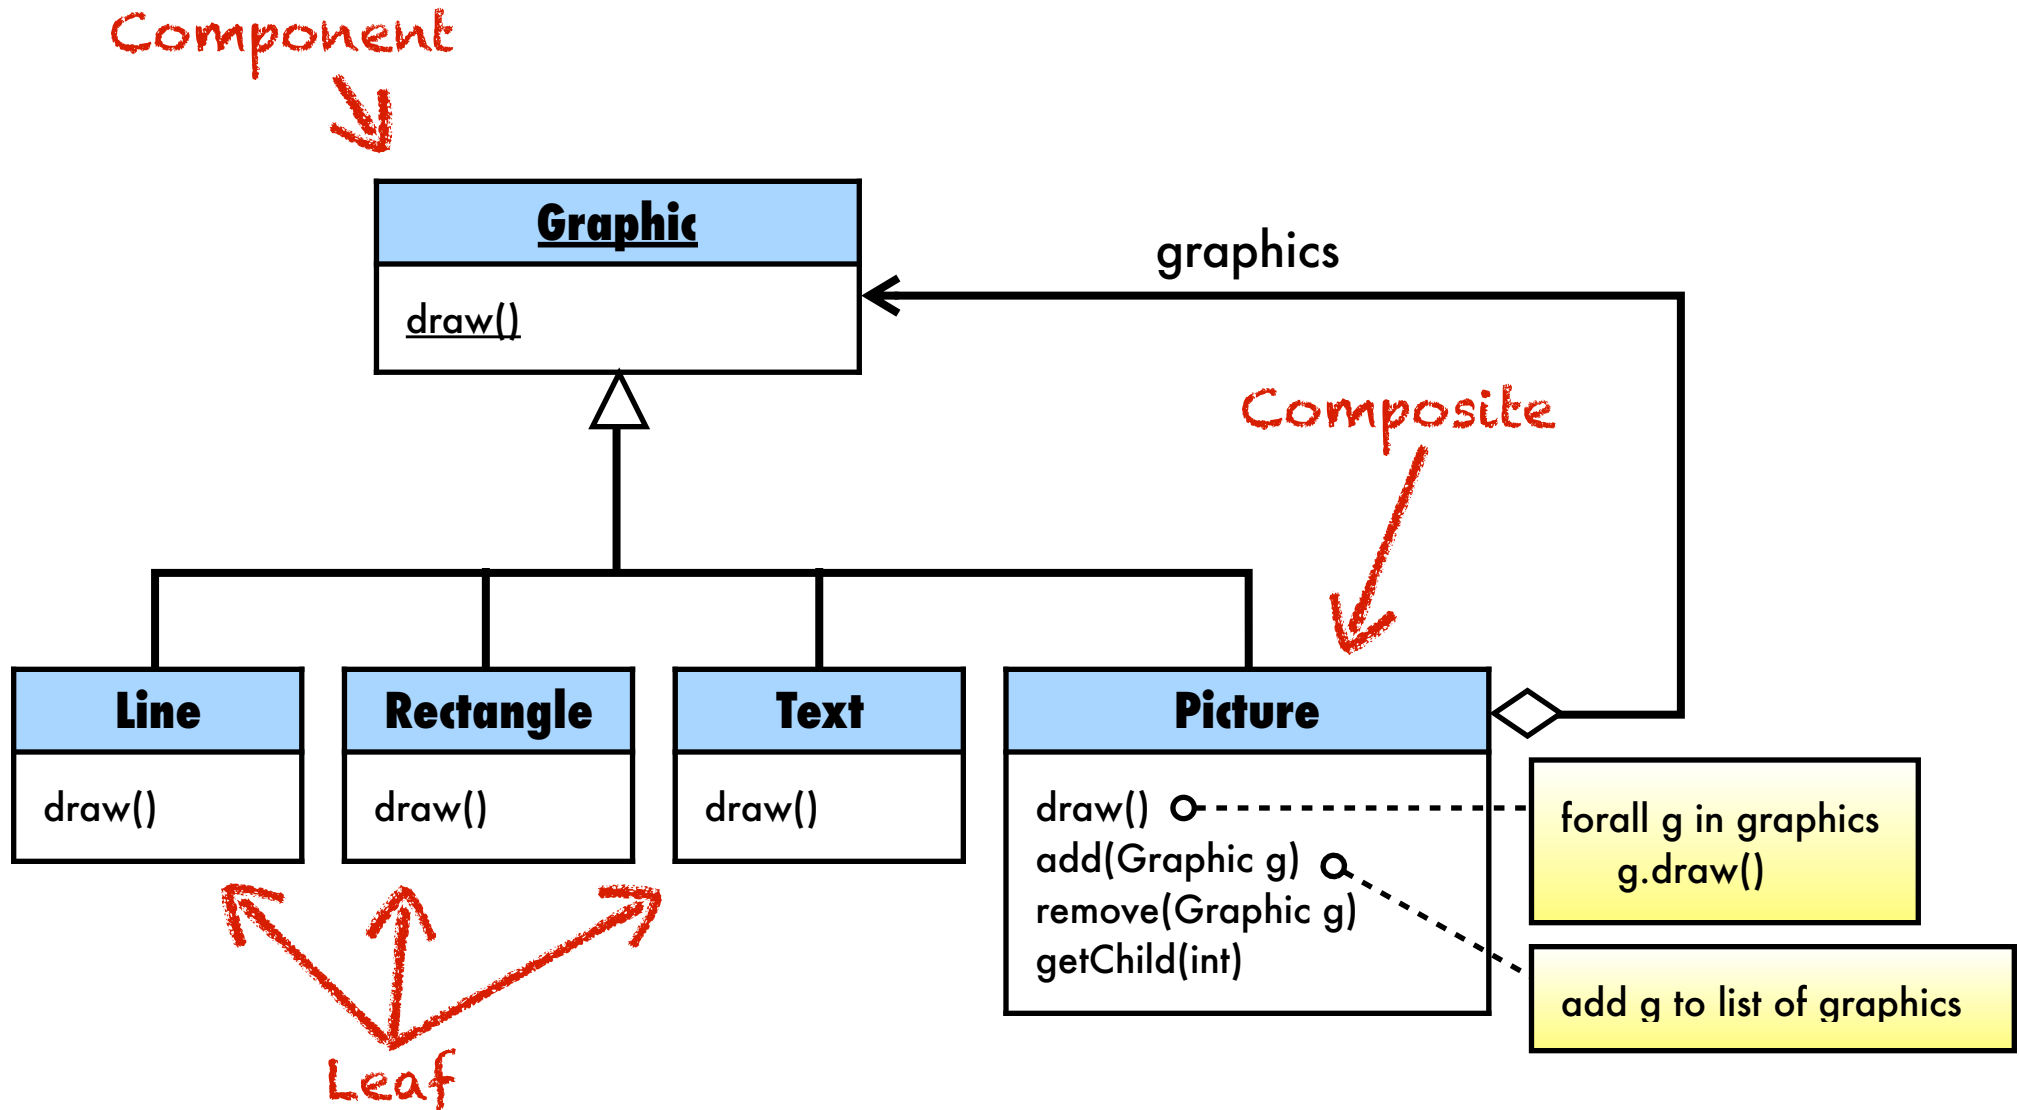 Component
Graphic
draw()
graphics
Composite
Line
draw()
Rectangle
draw()
Text
draw()
Picture
draw()
add(Graphic g)
remove(Graphic g)
getChild(int)
forall g in graphics
g.draw()
add g to list of graphics
Leaf